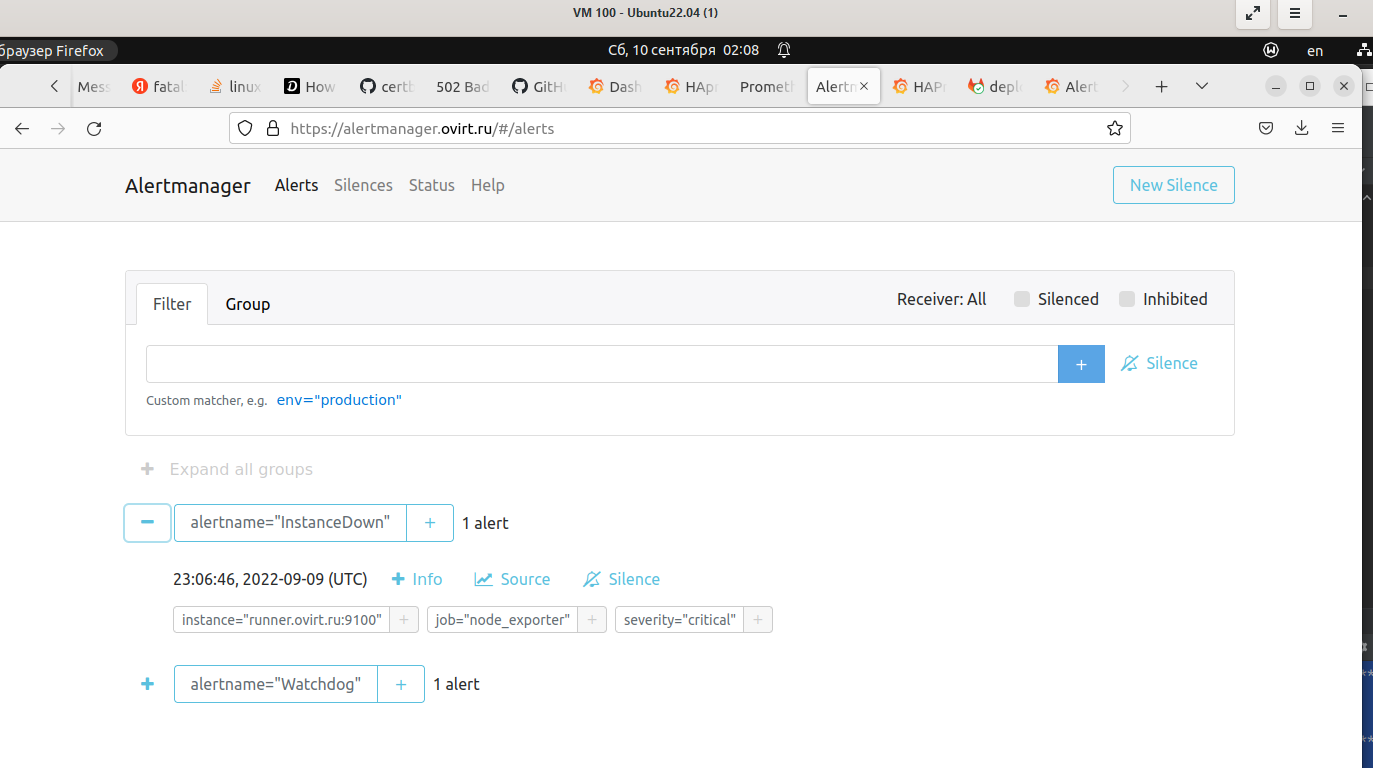 VM 100 - Ubuntu22.04 (1)
браузер Firefox
Сб, 10 сентября 02:08
en
Mess
fatal
linux
How
certb
502 Bad
GitHu
Dash
HApr
Promet
Alertm
HAPr
deplo
Alert
https://alertmanager.ovirt.ru/#/alerts
Alertmanager Alerts Silences Status Help
New Silence
Filter Group
Receiver: All Silenced Inhibited
+ Silence
Custom matcher, e.g. env="production"
+ Expand all groups
- alertname="InstanceDown" + 1 alert
23:06:46, 2022-09-09 (UTC) + Info Source Silence
instance="runner.ovirt.ru:9100" + job="node_exporter" + severity="critical" +
+ alertname="Watchdog" + 1 alert